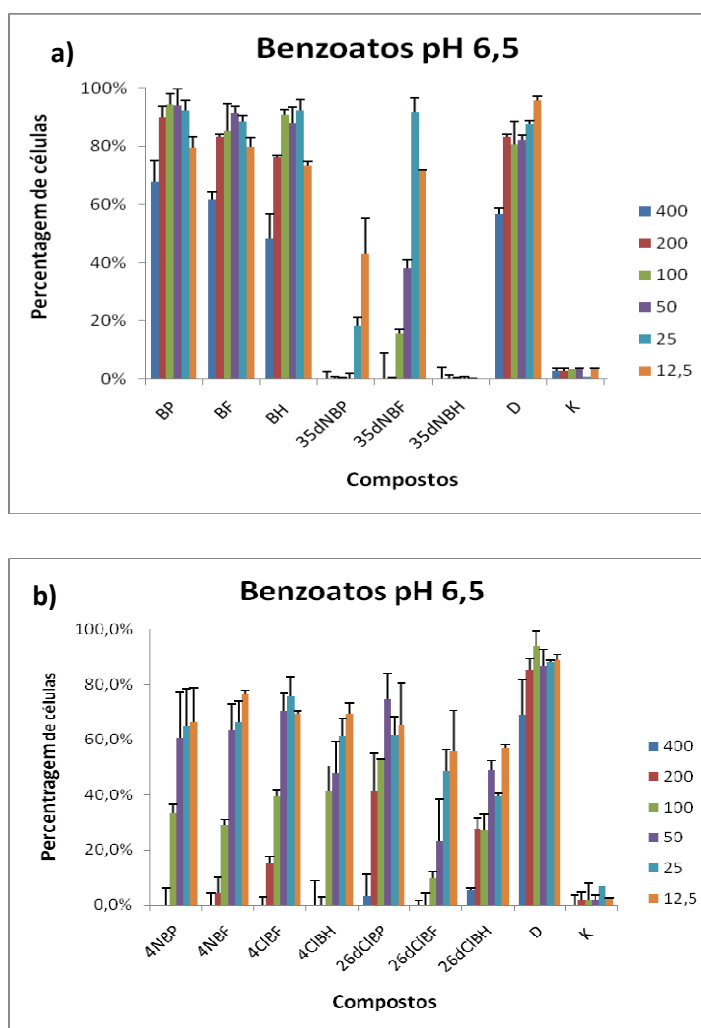 a)
Benzoatos pH 6,5
Percentagem de células
100%
80%
60%
40%
20%
0%
BP
BF
BH
35dNBP
35dNBF
35dNBH
D
K
Compostos
400
200
100
50
25
12,5
b)
Benzoatos pH 6,5
Percentragem de células
100,0%
80,0%
60,0%
40,0%
20,0%
0,0%
4NBP
4NBF
4ClBF
4ClBH
26dClBP
26dClBF
26dClBH
D
K
Compostos
400
200
100
50
25
12,5